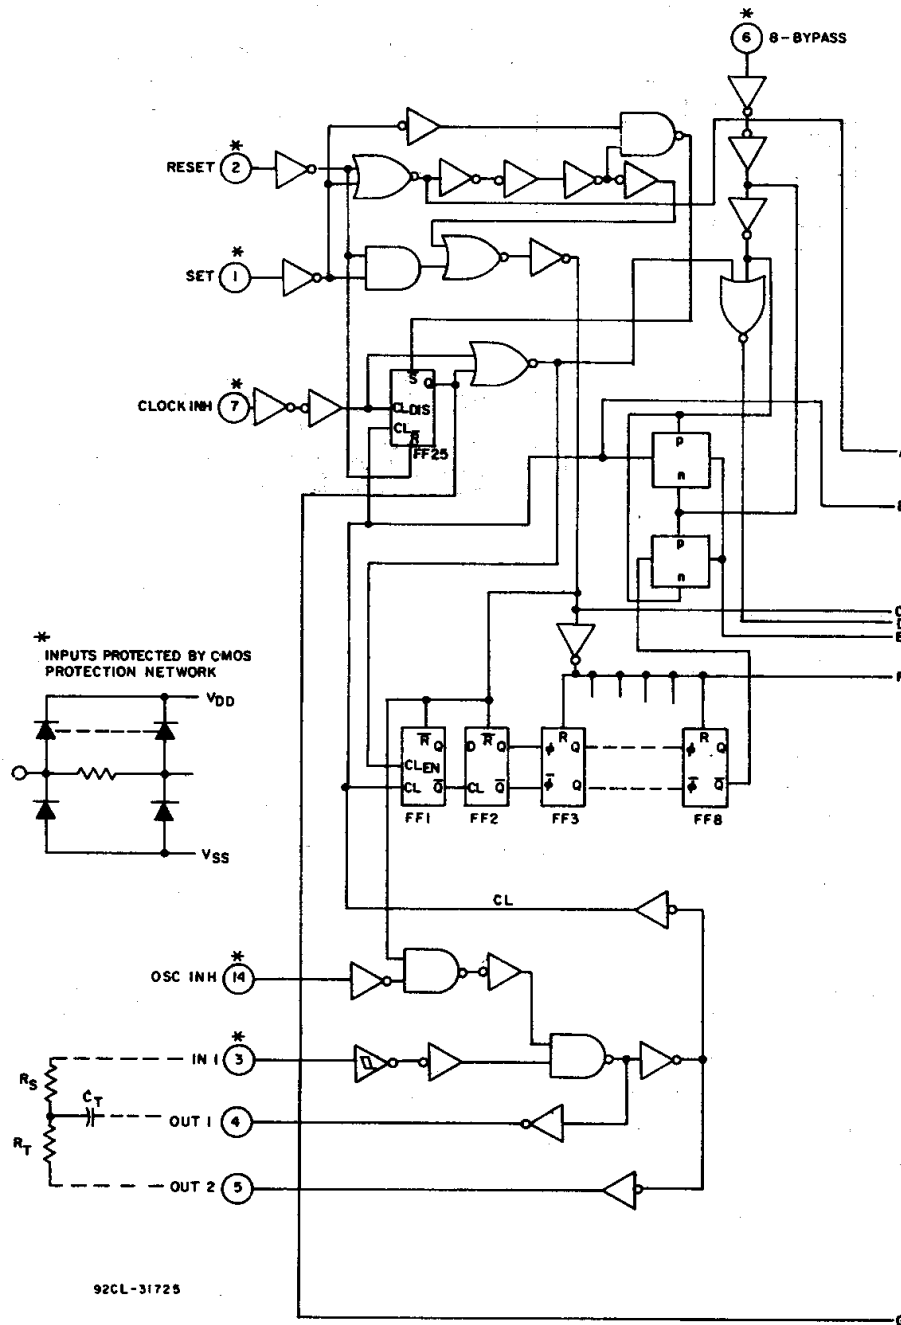 *
6 8-BYPASS
*
RESET 2
*
SET 1
*
CLOCK INH 7
S̅ Q
CL DIS
CL R̅
FF25
P
n
P
n
A
C
D
*
INPUTS PROTECTED BY CMOS
PROTECTION NETWORK
VDD
VSS
R̅ Q
CL EN
CL Q̅
FF1
D R̅ Q
CL Q̅
FF2
R
ϕ Q
ϕ̅ Q
FF3
R
ϕ Q
ϕ̅ Q̅
FF8
F
CL
*
OSC INH 14
*
IN 1 3
RS
CT
OUT 1 4
RT
OUT 2 5
92CL-31725
G